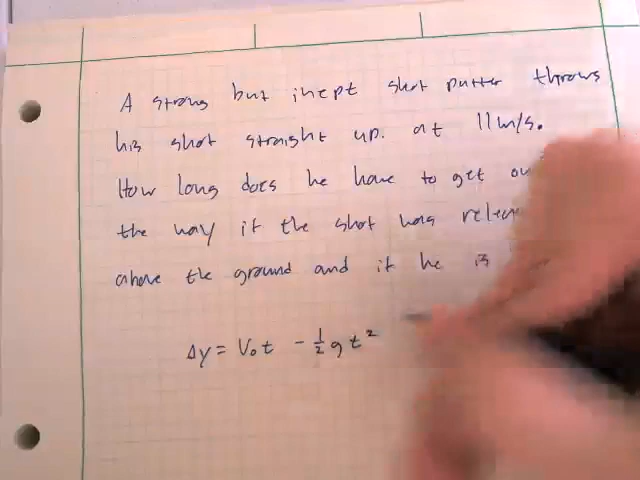 A strong but inept shot putter throws
his shot straight up. at 11m/s.
How long does he have to get
the way if the shot was
above the ground and if he is
Δy = V₀t - ½gt²